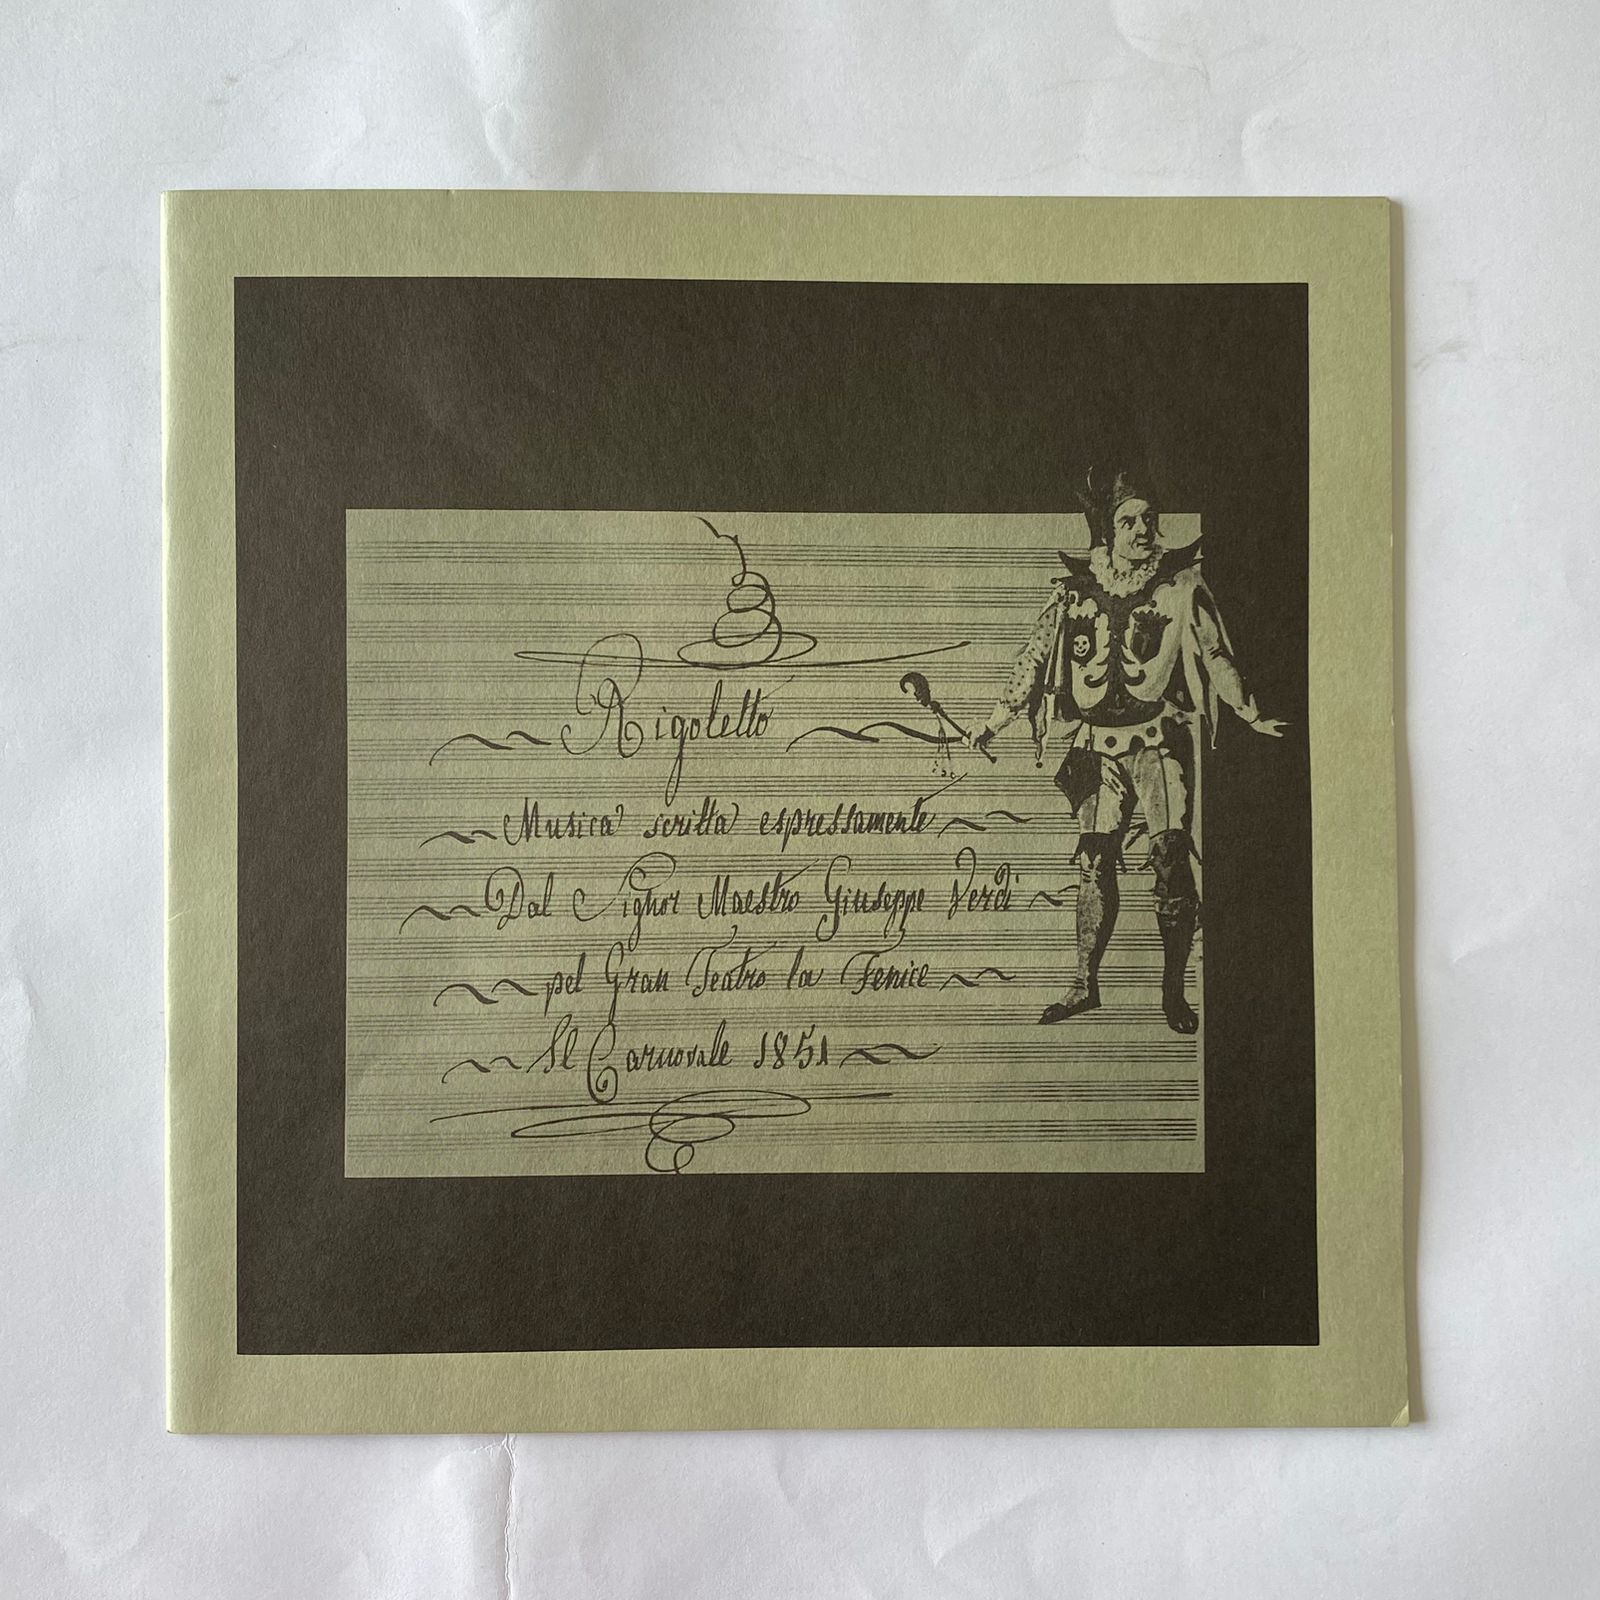 Rigoletto
Musica scritta espressamente
Dal Signor Maestro Giuseppe Verdi
pel Gran Teatro la Fenice
Il Carnovale 1851